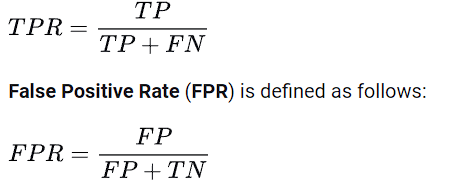 TPR = TP / TP + FN
False Positive Rate (FPR) is defined as follows:
FPR = FP / FP + TN